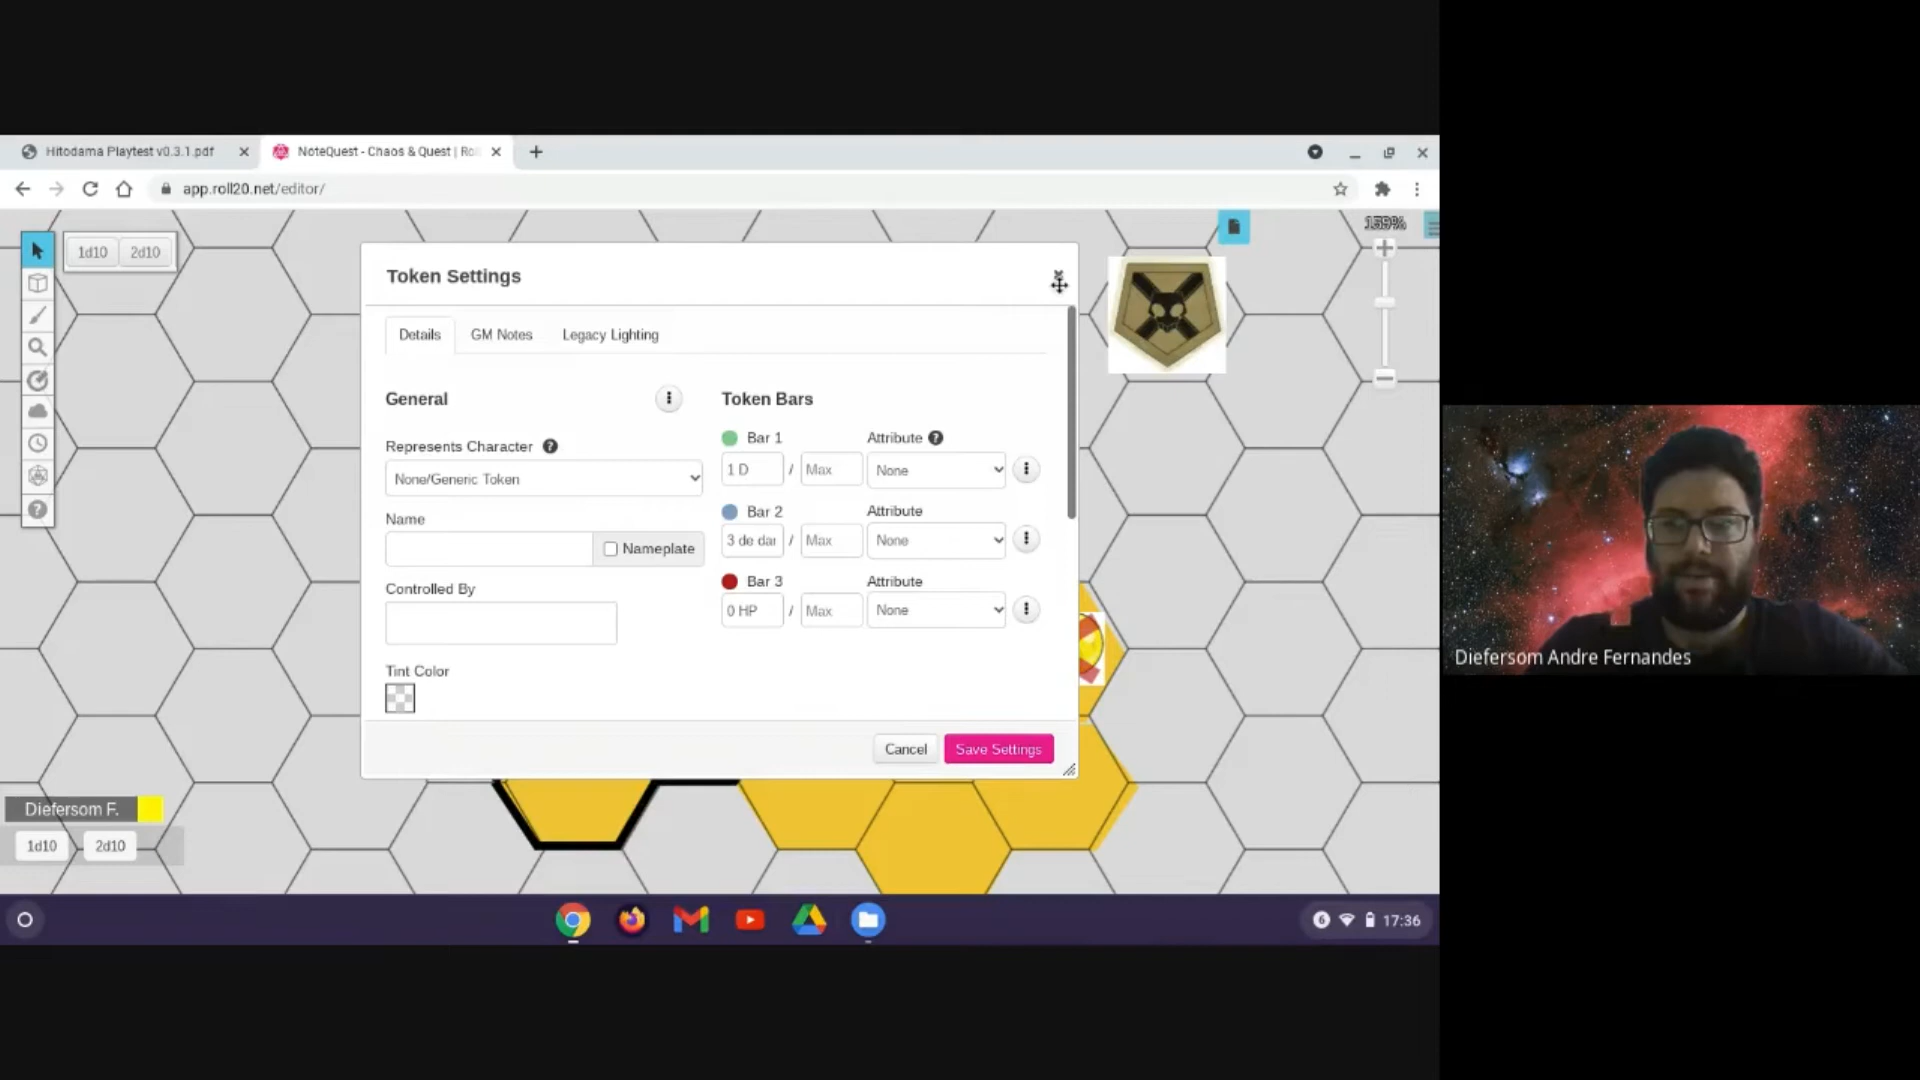 Hitodama Playtest v0.3.1.pdf
NoteQuest - Chaos & Quest | Rol
app.roll20.net/editor/
1d10
2d10
Token Settings
Details
GM Notes
Legacy Lighting
General
Represents Character
None/Generic Token
Name
Nameplate
Controlled By
Tint Color
Token Bars
Bar 1
Attribute
1 D / Max
None
Bar 2
Attribute
3 de dar / Max
None
Bar 3
Attribute
0 HP / Max
None
Cancel
Save Settings
Diefersom F.
1d10
2d10
6
17:36
Diefersom Andre Fernandes